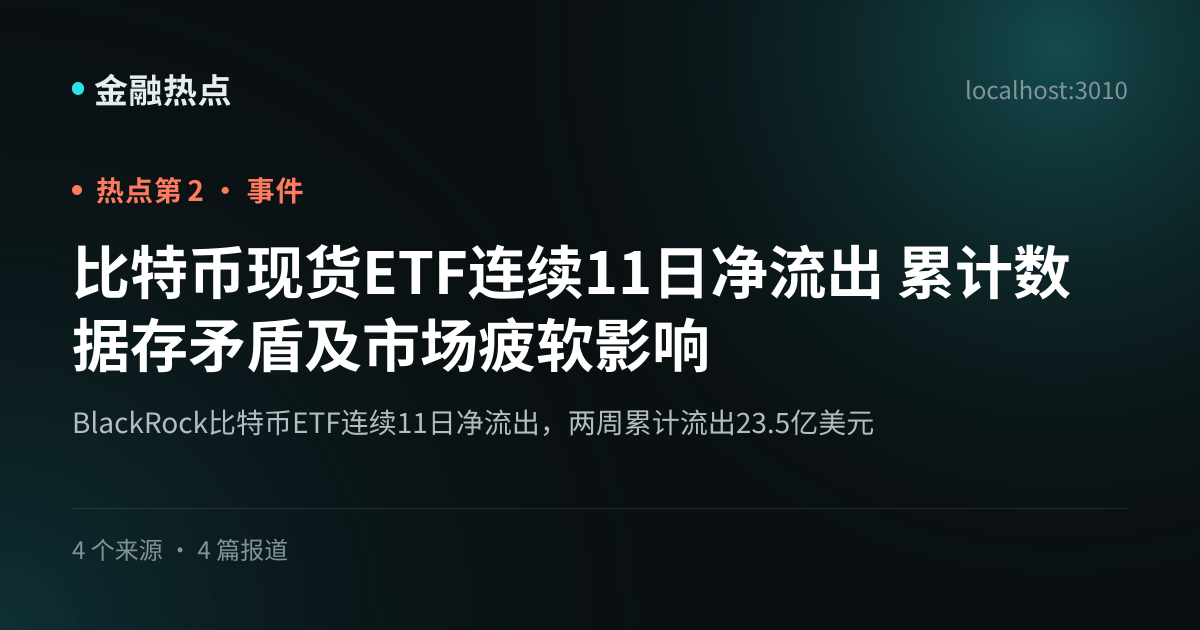 金融热点
localhost:3010
热点第 2 · 事件
比特币现货ETF连续11日净流出 累计数
据存矛盾及市场疲软影响
BlackRock比特币ETF连续11日净流出，两周累计流出23.5亿美元
4 个来源 · 4 篇报道